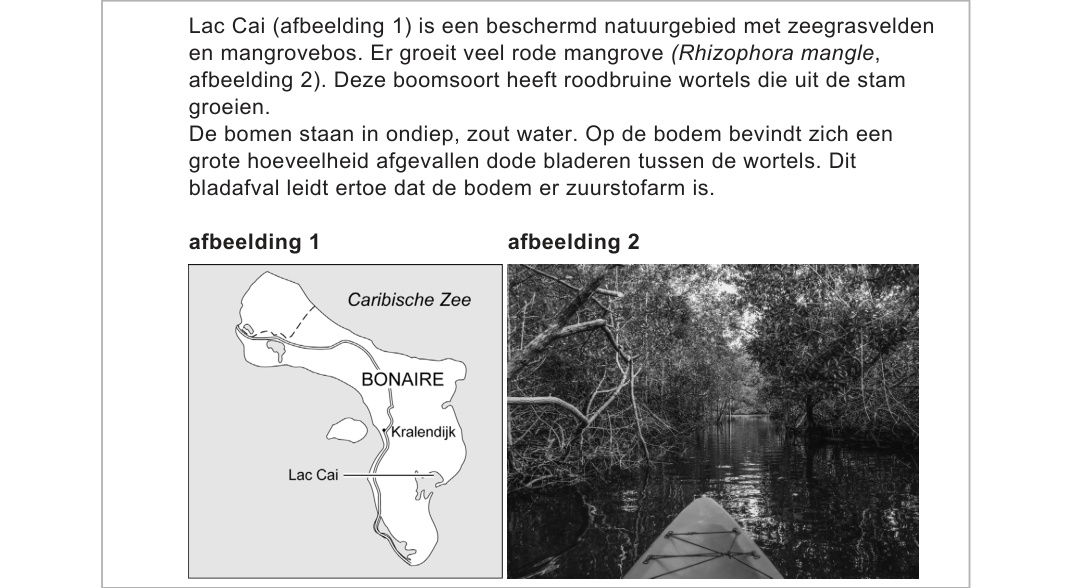 Lac Cai (afbeelding 1) is een beschermd natuurgebied met zeegrasvelden
en mangrovebos. Er groeit veel rode mangrove (Rhizophora mangle,
afbeelding 2). Deze boomsoort heeft roodbruine wortels die uit de stam
groeien.
De bomen staan in ondiep, zout water. Op de bodem bevindt zich een
grote hoeveelheid afgevallen dode bladeren tussen de wortels. Dit
bladafval leidt ertoe dat de bodem er zuurstofarm is.
afbeelding 1
afbeelding 2
Caribische Zee
BONAIRE
Kralendijk
Lac Cai